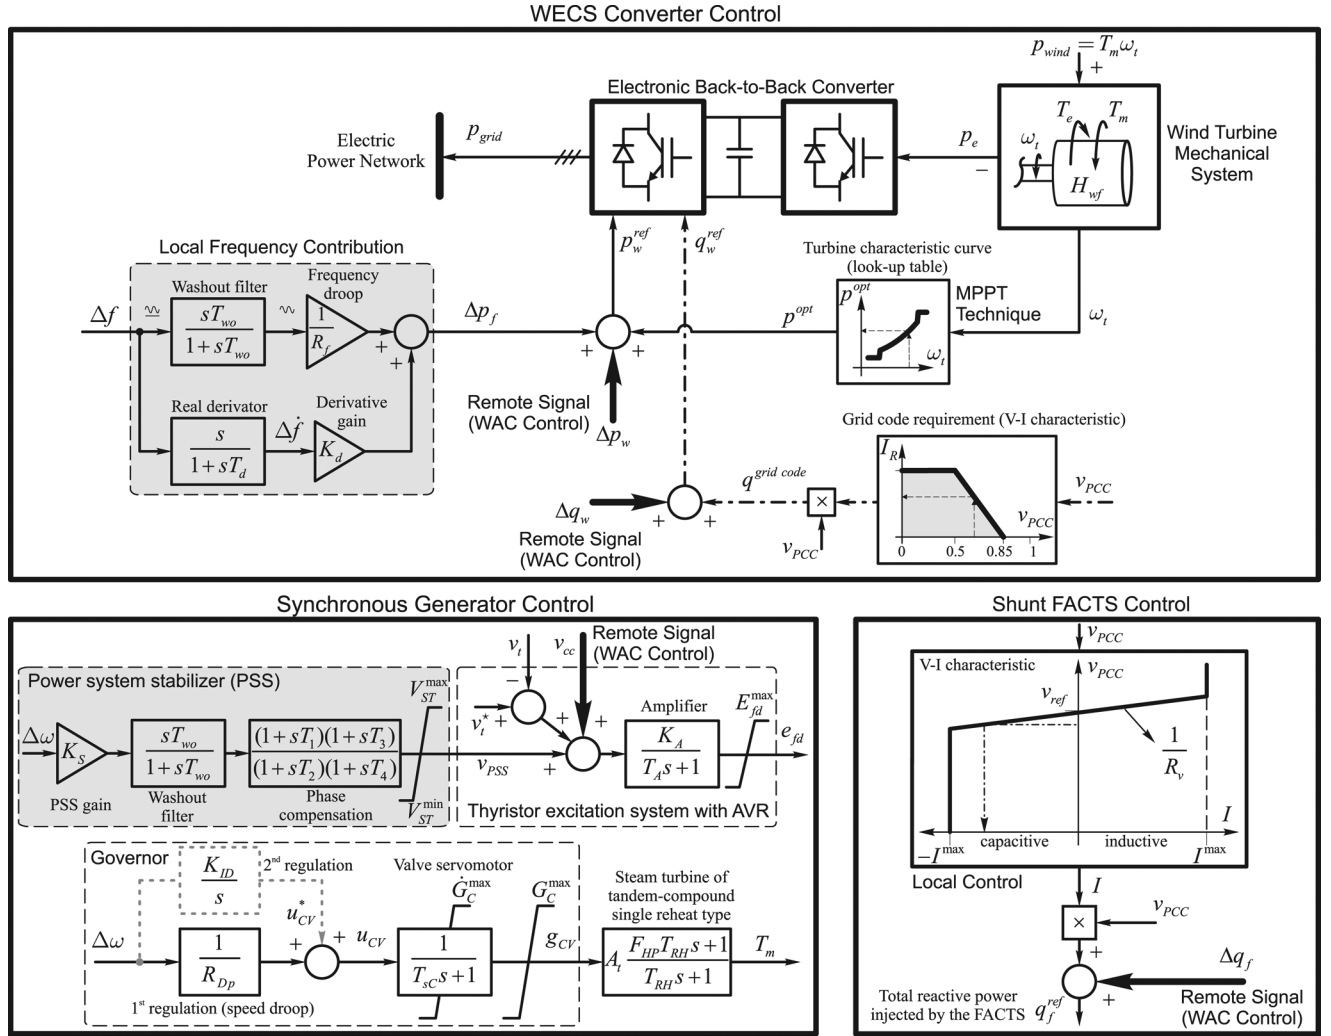 WECS Converter Control
p_wind = T_m ω_t
+
Electronic Back-to-Back Converter
T_e T_m
ω_t
H_wf
Wind Turbine
Mechanical
System
Electric
Power Network
p_grid
p_e
−
p_w^ref
q_w^ref
Turbine characteristic curve
(look-up table)
p^opt
ω_t
MPPT
Technique
ω_t
p^opt
Local Frequency Contribution
Washout filter
Frequency
droop
Δf
sT_wo
1+sT_wo
1
R_f
+
+
Δp_f
+
+
+
Real derivator
Derivative
gain
s
1+sT_d
Δḟ
K_d
Remote Signal
(WAC Control)
Δp_w
Grid code requirement (V-I characteristic)
I_R
v_PCC
0 0.5 0.85 1
v_PCC
q^grid code
×
v_PCC
Δq_w
+ +
Remote Signal
(WAC Control)
Synchronous Generator Control
Power system stabilizer (PSS)
Δω
K_S
PSS gain
sT_wo
1+sT_wo
Washout
filter
(1+sT_1)(1+sT_3)
(1+sT_2)(1+sT_4)
Phase
compensation
V_ST^max
V_ST^min
v_t
−
v_t^* +
v_cc
Remote Signal
(WAC Control)
+ +
v_PSS
+
Amplifier
K_A
T_A s+1
E_fd^max
e_fd
Thyristor excitation system with AVR
Governor
K_ID
s
2nd regulation
u_CV^*
Δω
1
R_Dp
1st regulation (speed droop)
+ +
u_CV
Valve servomotor
Ġ_C^max
1
T_sC s+1
G_C^max
g_CV
Steam turbine of
tandem-compound
single reheat type
A_t
F_HP T_RH s+1
T_RH s+1
T_m
Shunt FACTS Control
v_PCC
V-I characteristic
v_PCC
v_ref
1
R_v
I
−I^max
capacitive
inductive
I^max
Local Control
I
×
v_PCC
+
Δq_f
+
Total reactive power
injected by the FACTS
q_f^ref
Remote Signal
(WAC Control)